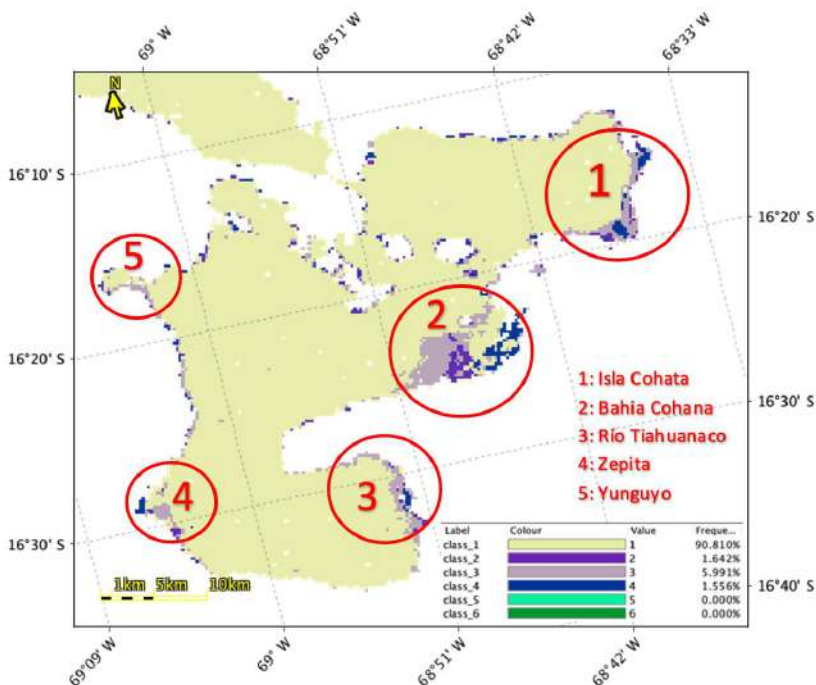 69° W
68°51' W
68°42' W
68°33' W
N
16°10' S
16°20' S
16°20' S
16°30' S
16°30' S
16°40' S
1
5
2
4
3
1: Isla Cohata
2: Bahia Cohana
3: Río Tiahuanaco
4: Zepita
5: Yunguyo
Label Colour Value Freque...
class_1 1 90.810%
class_2 2 1.642%
class_3 3 5.991%
class_4 4 1.556%
class_5 5 0.000%
class_6 6 0.000%
1km 5km 10km
69°09' W
69° W
68°51' W
68°42' W